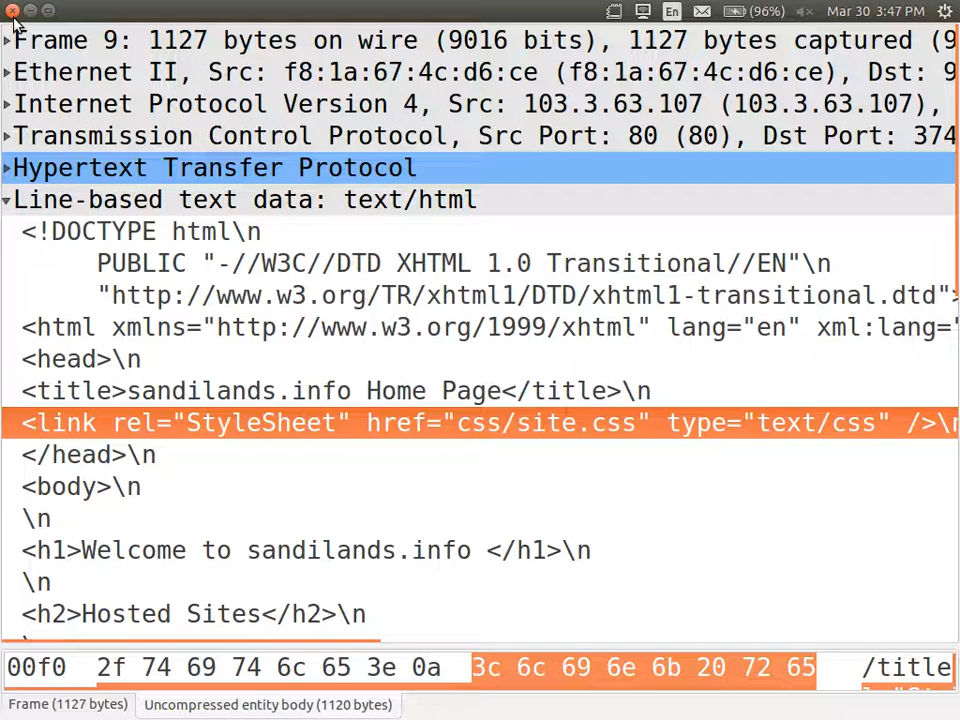 En (96%) Mar 30 3:47 PM
Frame 9: 1127 bytes on wire (9016 bits), 1127 bytes captured (9
Ethernet II, Src: f8:1a:67:4c:d6:ce (f8:1a:67:4c:d6:ce), Dst: 9
Internet Protocol Version 4, Src: 103.3.63.107 (103.3.63.107),
Transmission Control Protocol, Src Port: 80 (80), Dst Port: 374
Hypertext Transfer Protocol
Line-based text data: text/html
<!DOCTYPE html\n
PUBLIC "-//W3C//DTD XHTML 1.0 Transitional//EN"\n
"http://www.w3.org/TR/xhtml1/DTD/xhtml1-transitional.dtd">
<html xmlns="http://www.w3.org/1999/xhtml" lang="en" xml:lang="
<head>\n
<title>sandilands.info Home Page</title>\n
<link rel="StyleSheet" href="css/site.css" type="text/css" />\n
</head>\n
<body>\n
\n
<h1>Welcome to sandilands.info </h1>\n
\n
<h2>Hosted Sites</h2>\n
00f0 2f 74 69 74 6c 65 3e 0a 3c 6c 69 6e 6b 20 72 65 /title
Frame (1127 bytes) Uncompressed entity body (1120 bytes)